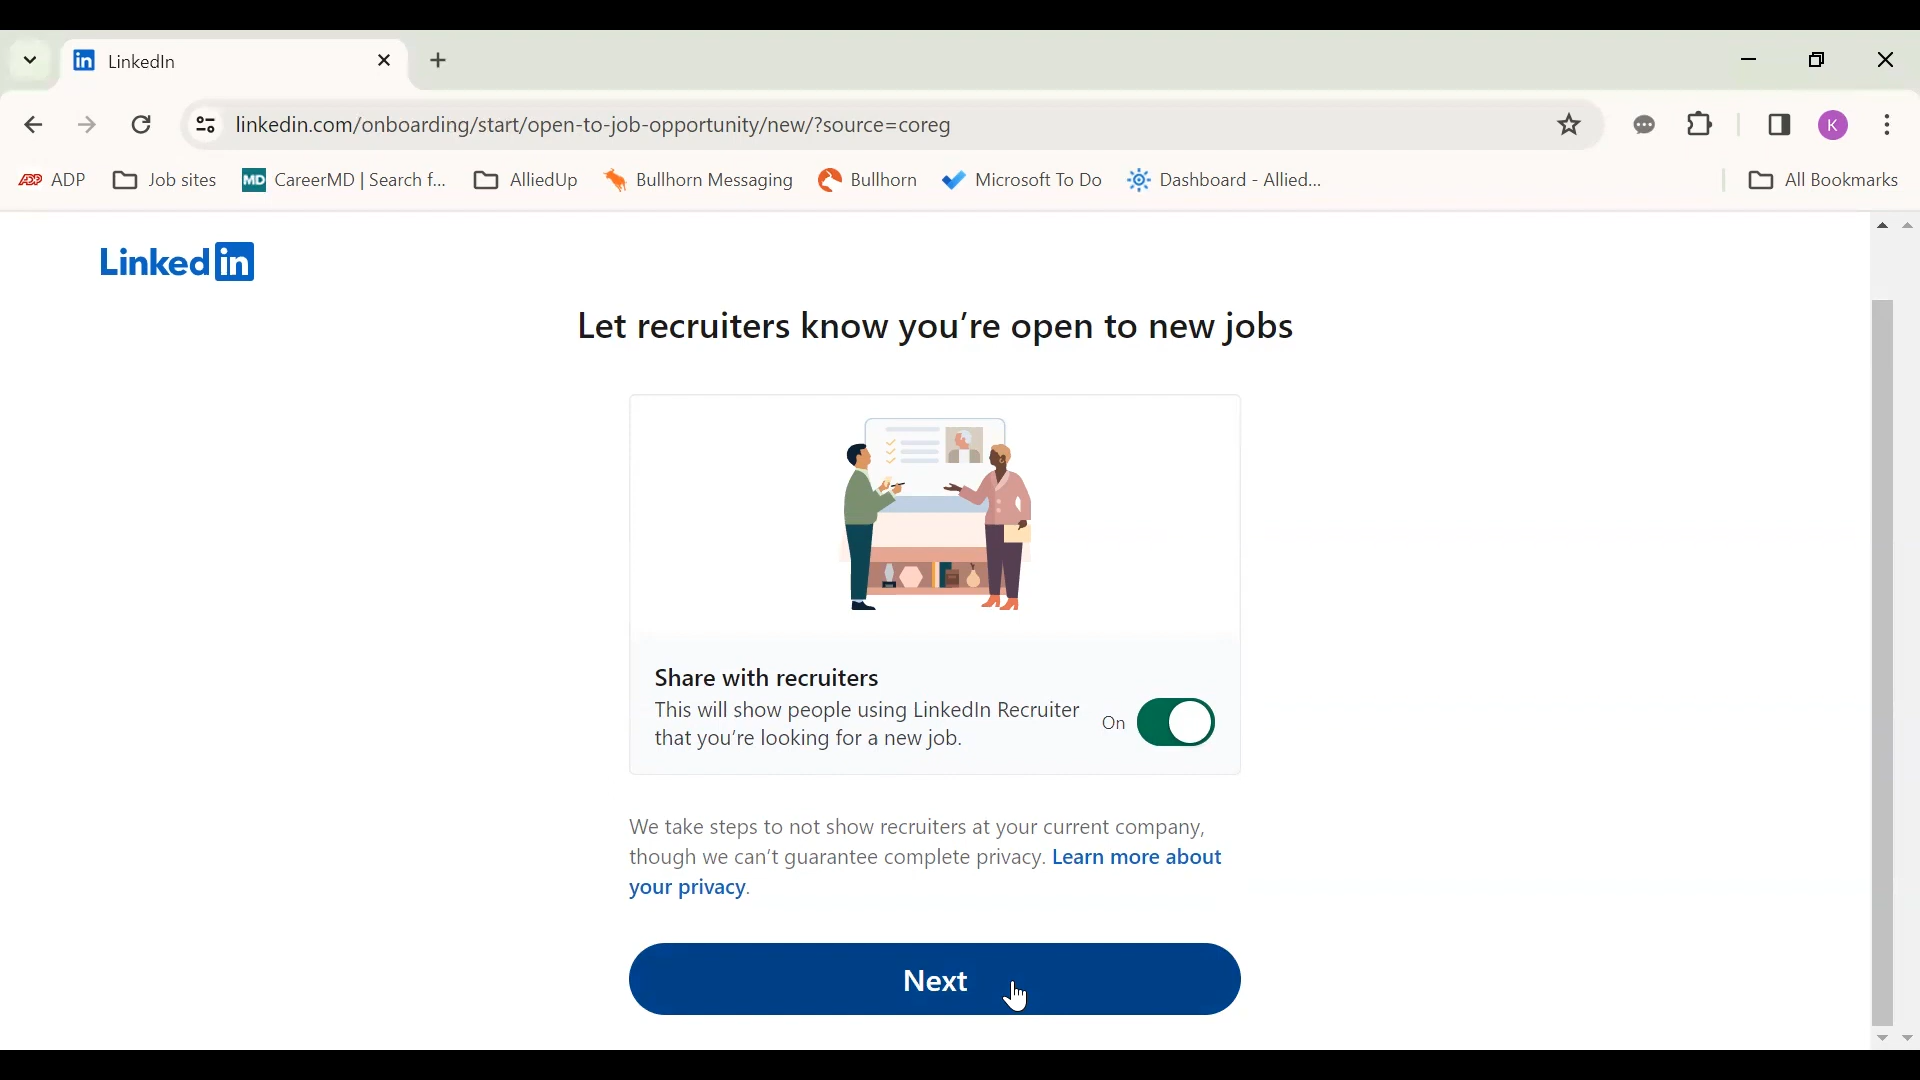 LinkedIn
linkedin.com/onboarding/start/open-to-job-opportunity/new/?source=coreg
K
ADP ADP Job sites MD CareerMD | Search f... AlliedUp Bullhorn Messaging Bullhorn Microsoft To Do Dashboard - Allied... All Bookmarks
Linkedin
Let recruiters know you're open to new jobs
Share with recruiters
This will show people using LinkedIn Recruiter
that you're looking for a new job.
On
We take steps to not show recruiters at your current company,
though we can't guarantee complete privacy. Learn more about
your privacy.
Next